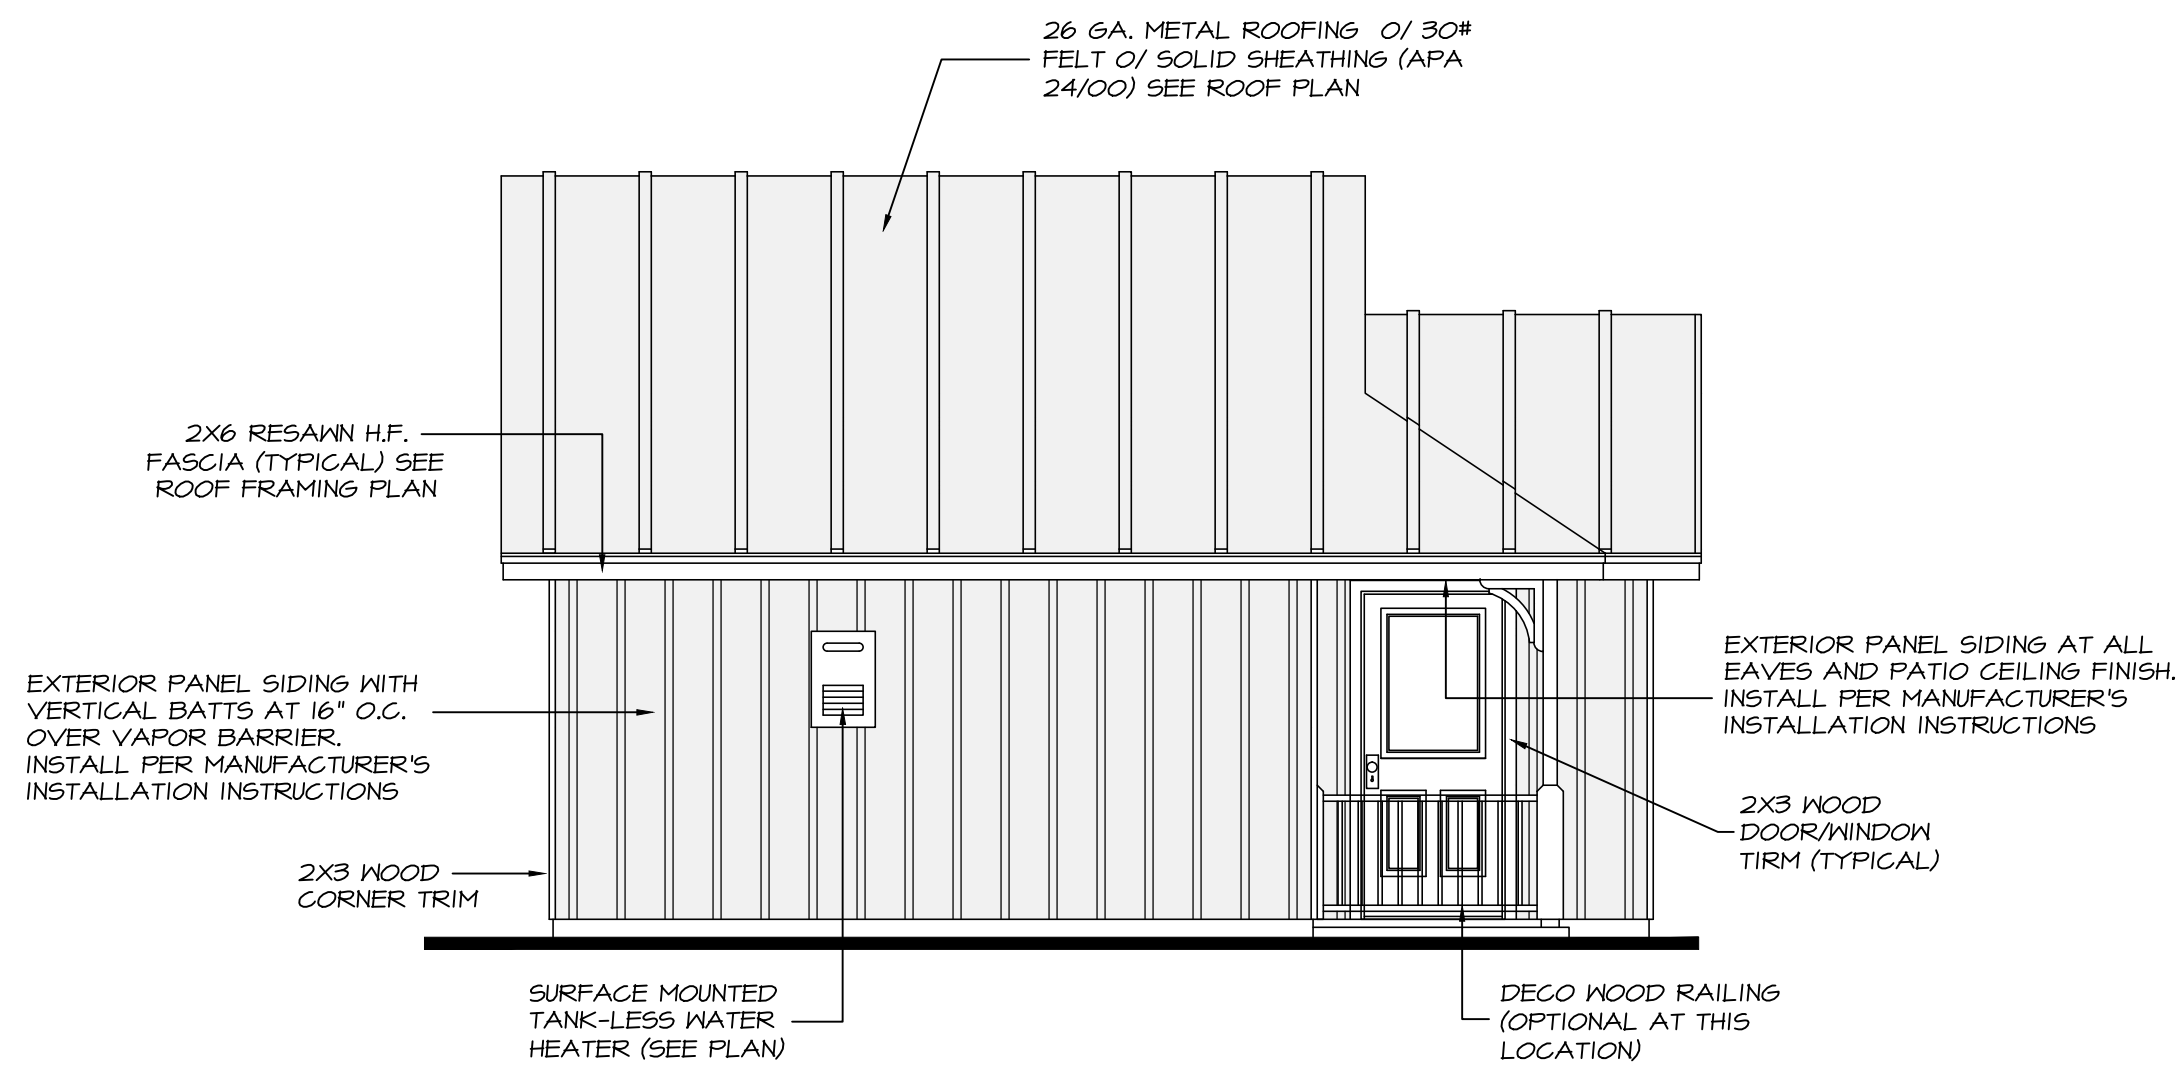 26 GA. METAL ROOFING O/ 30#
FELT O/ SOLID SHEATHING (APA
24/00) SEE ROOF PLAN
2X6 RESAWN H.F.
FASCIA (TYPICAL) SEE
ROOF FRAMING PLAN
EXTERIOR PANEL SIDING WITH
VERTICAL BATTS AT 16" O.C.
OVER VAPOR BARRIER.
INSTALL PER MANUFACTURER'S
INSTALLATION INSTRUCTIONS
2X3 WOOD
CORNER TRIM
SURFACE MOUNTED
TANK-LESS WATER
HEATER (SEE PLAN)
EXTERIOR PANEL SIDING AT ALL
EAVES AND PATIO CEILING FINISH.
INSTALL PER MANUFACTURER'S
INSTALLATION INSTRUCTIONS
2X3 WOOD
DOOR/WINDOW
TIRM (TYPICAL)
DECO WOOD RAILING
(OPTIONAL AT THIS
LOCATION)